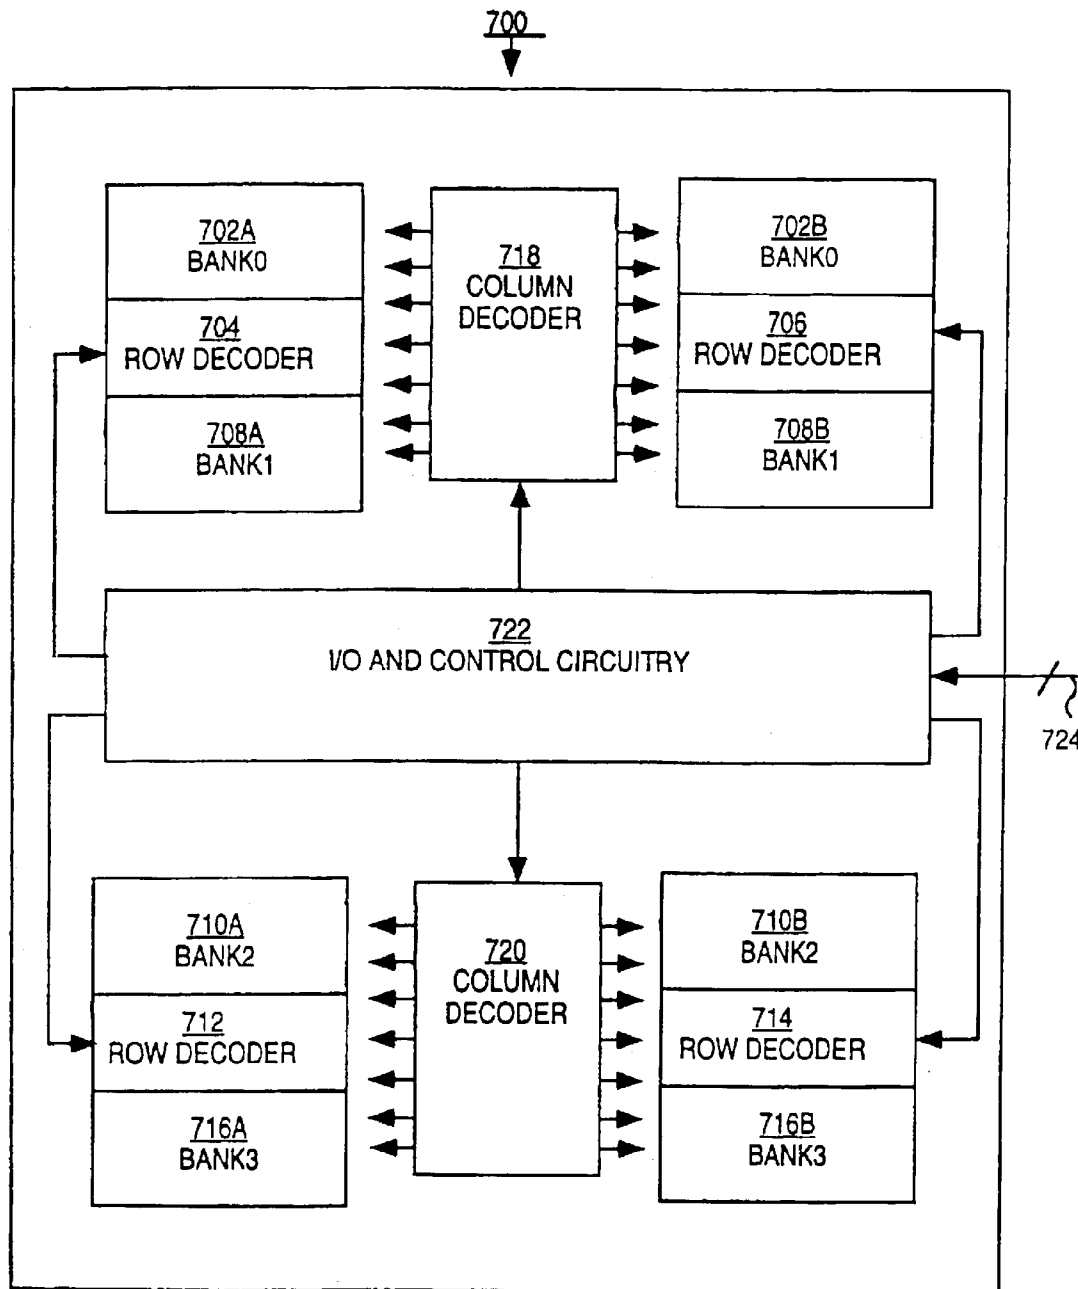 700
702A
BANK0
704
ROW DECODER
708A
BANK1
718
COLUMN
DECODER
702B
BANK0
706
ROW DECODER
708B
BANK1
722
I/O AND CONTROL CIRCUITRY
724
710A
BANK2
712
ROW DECODER
716A
BANK3
720
COLUMN
DECODER
710B
BANK2
714
ROW DECODER
716B
BANK3